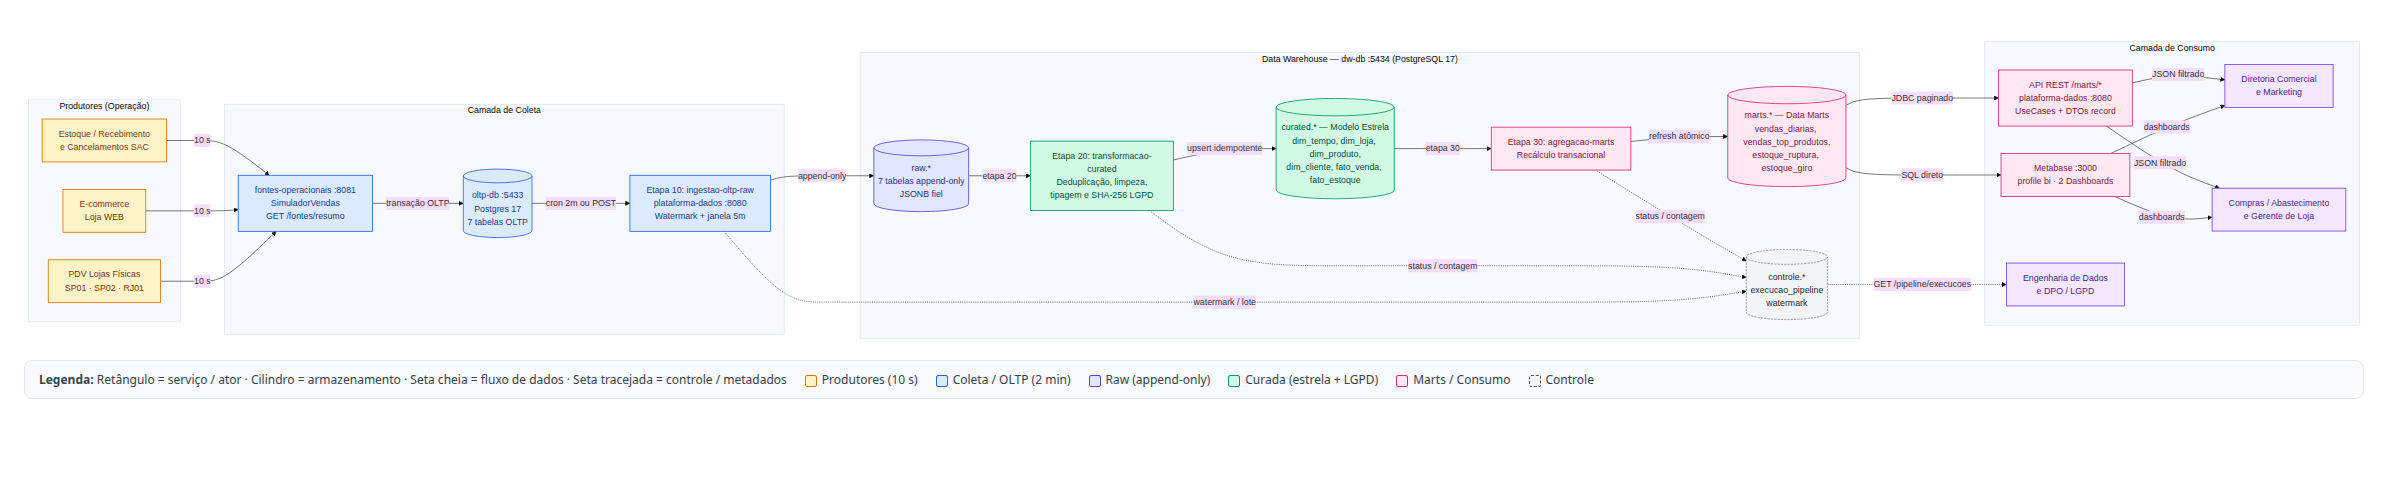 Produtores (Operação)
Estoque / Recebimento
e Cancelamentos SAC
E-commerce
Loja WEB
PDV Lojas Físicas
SP01 · SP02 · RJ01
10 s
10 s
10 s
Camada de Coleta
fontes-operacionais :8081
SimuladorVendas
GET /fontes/resumo
transação OLTP
oltp-db :5433
Postgres 17
7 tabelas OLTP
cron 2m ou POST
Etapa 10: ingestao-oltp-raw
plataforma-dados :8080
Watermark + janela 5m
append-only
Data Warehouse — dw-db :5434 (PostgreSQL 17)
raw.*
7 tabelas append-only
JSONB fiel
etapa 20
Etapa 20: transformacao-
curated
Deduplicação, limpeza,
tipagem e SHA-256 LGPD
upsert idempotente
curated.* — Modelo Estrela
dim_tempo, dim_loja,
dim_produto,
dim_cliente, fato_venda,
fato_estoque
etapa 30
Etapa 30: agregacao-marts
Recálculo transacional
refresh atômico
marts.* — Data Marts
vendas_diarias,
vendas_top_produtos,
estoque_ruptura,
estoque_giro
status / contagem
status / contagem
watermark / lote
controle.*
execucao_pipeline
watermark
JDBC paginado
SQL direto
GET /pipeline/execucoes
Camada de Consumo
API REST /marts/*
plataforma-dados :8080
UseCases + DTOs record
Metabase :3000
profile bi · 2 Dashboards
JSON filtrado
dashboards
JSON filtrado
dashboards
Diretoria Comercial
e Marketing
Compras / Abastecimento
e Gerente de Loja
Engenharia de Dados
e DPO / LGPD
Legenda: Retângulo = serviço / ator · Cilindro = armazenamento · Seta cheia = fluxo de dados · Seta tracejada = controle / metadados Produtores (10 s) Coleta / OLTP (2 min) Raw (append-only) Curada (estrela + LGPD) Marts / Consumo Controle